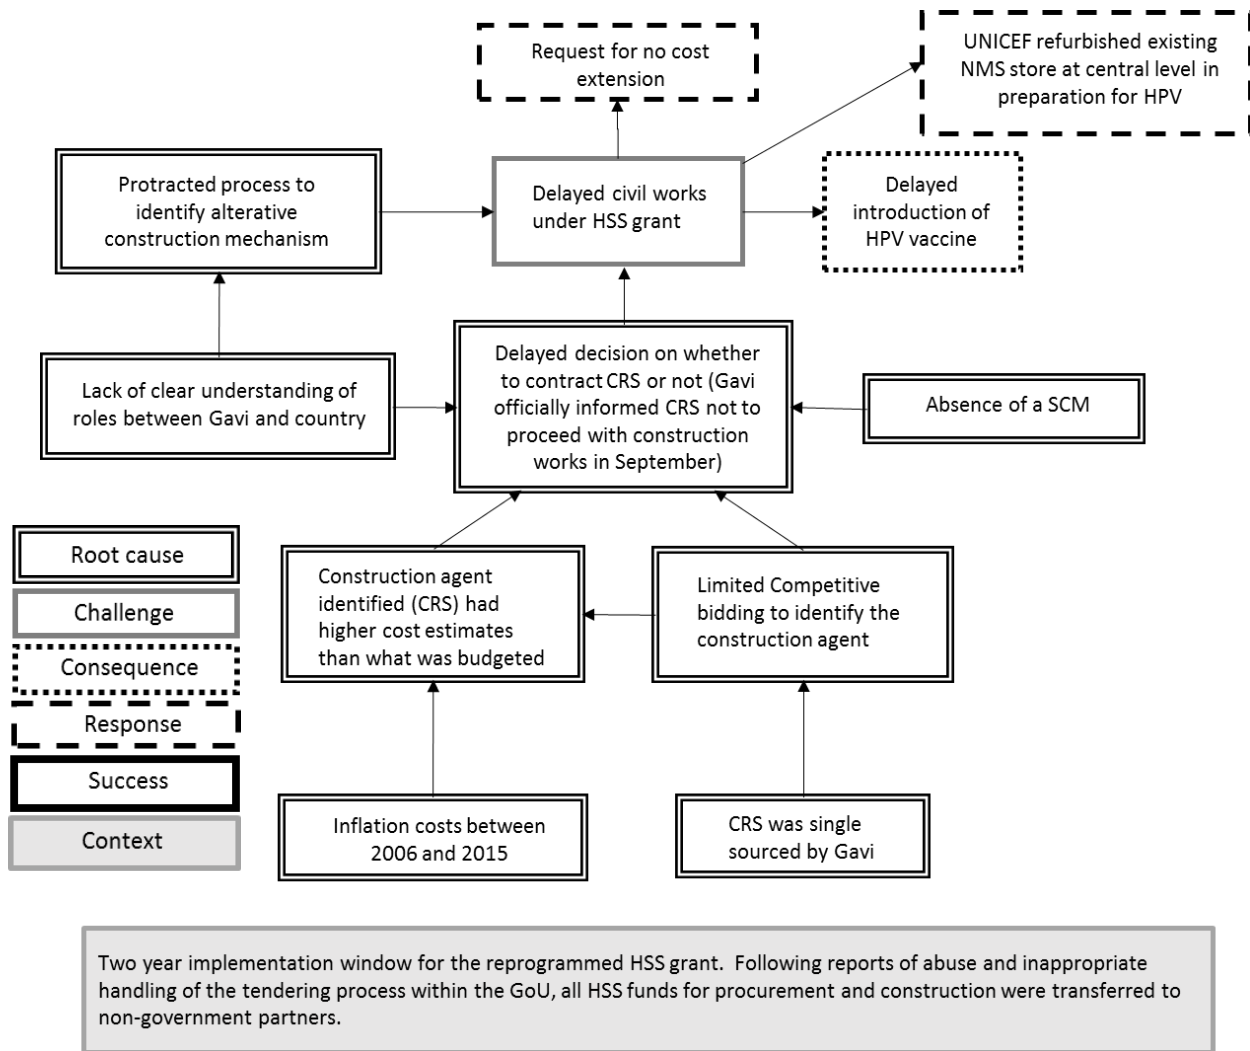 Request for no cost
extension
UNICEF refurbished existing
NMS store at central level in
preparation for HPV
Protracted process to
identify alterative
construction mechanism
Delayed civil works
under HSS grant
Delayed
introduction of
HPV vaccine
Lack of clear understanding of
roles between Gavi and country
Delayed decision on whether
to contract CRS or not (Gavi
officially informed CRS not to
proceed with construction
works in September)
Absence of a SCM
Root cause
Challenge
Consequence
Response
Success
Context
Construction agent
identified (CRS) had
higher cost estimates
than what was budgeted
Limited Competitive
bidding to identify the
construction agent
Inflation costs between
2006 and 2015
CRS was single
sourced by Gavi
Two year implementation window for the reprogrammed HSS grant.  Following reports of abuse and inappropriate
handling of the tendering process within the GoU, all HSS funds for procurement and construction were transferred to
non-government partners.